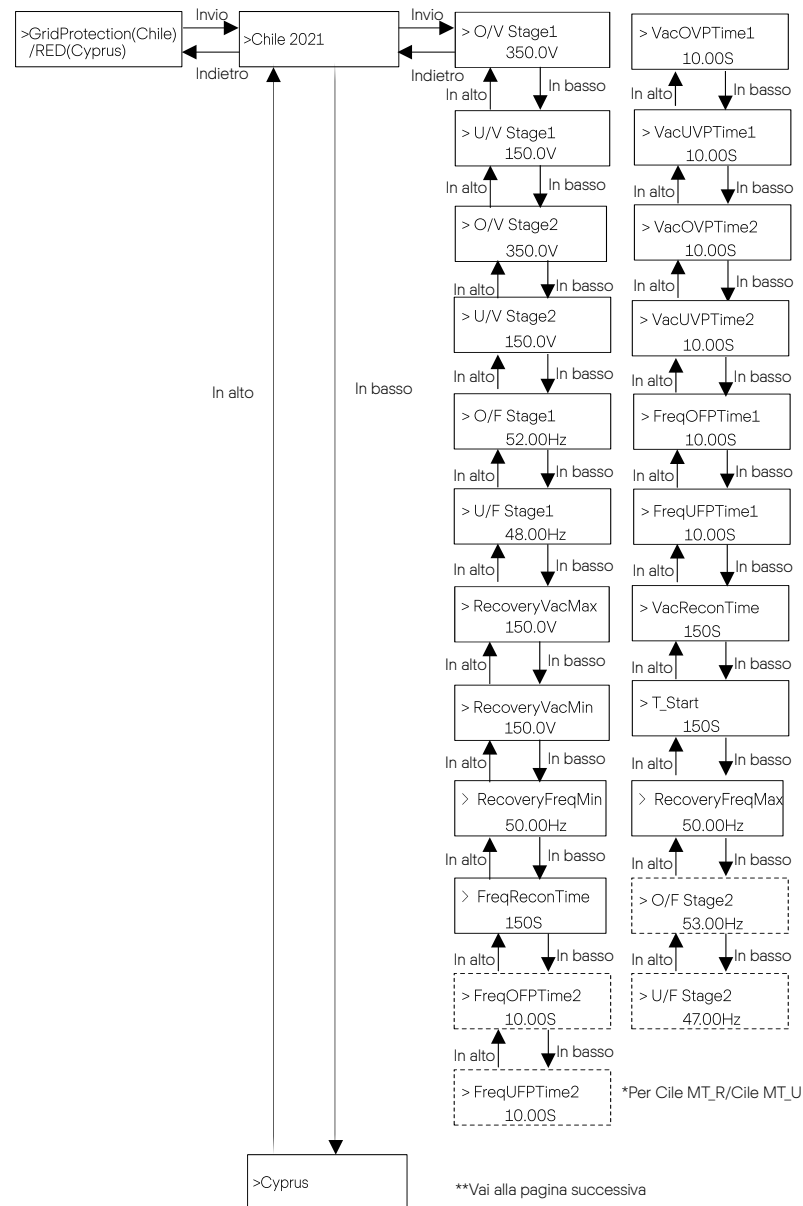 >GridProtection(Chile)
/RED(Cyprus)
Invio
Indietro
>Chile 2021
Invio
Indietro
In alto
In basso
>Cyprus
> O/V Stage1
350.0V
In alto
In basso
> U/V Stage1
150.0V
In alto
In basso
> O/V Stage2
350.0V
In alto
In basso
> U/V Stage2
150.0V
In alto
In basso
> O/F Stage1
52.00Hz
In alto
In basso
> U/F Stage1
48.00Hz
In alto
In basso
> RecoveryVacMax
150.0V
In alto
In basso
> RecoveryVacMin
150.0V
In alto
In basso
> RecoveryFreqMin
50.00Hz
In alto
In basso
> FreqReconTime
150S
In alto
In basso
> FreqOFPTime2
10.00S
In alto
In basso
> FreqUFPTime2
10.00S
> VacOVPTime1
10.00S
In alto
In basso
> VacUVPTime1
10.00S
In alto
In basso
> VacOVPTime2
10.00S
In alto
In basso
> VacUVPTime2
10.00S
In alto
In basso
> FreqOFPTime1
10.00S
In alto
In basso
> FreqUFPTime1
10.00S
In alto
In basso
> VacReconTime
150S
In alto
In basso
> T_Start
150S
In alto
In basso
> RecoveryFreqMax
50.00Hz
In alto
In basso
> O/F Stage2
53.00Hz
In alto
In basso
> U/F Stage2
47.00Hz
*Per Cile MT_R/Cile MT_U
**Vai alla pagina successiva